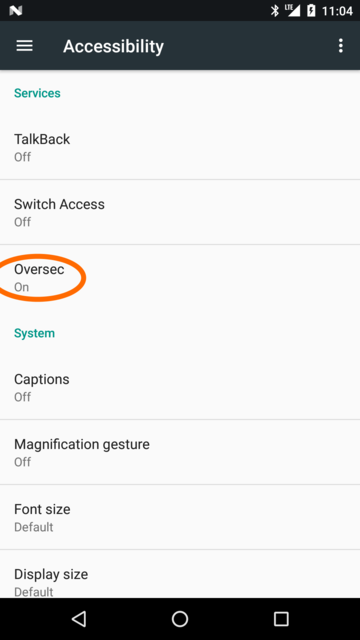 LTE 11:04
Accessibility
Services
TalkBack
Off
Switch Access
Off
Oversec
On
System
Captions
Off
Magnification gesture
Off
Font size
Default
Display size
Default